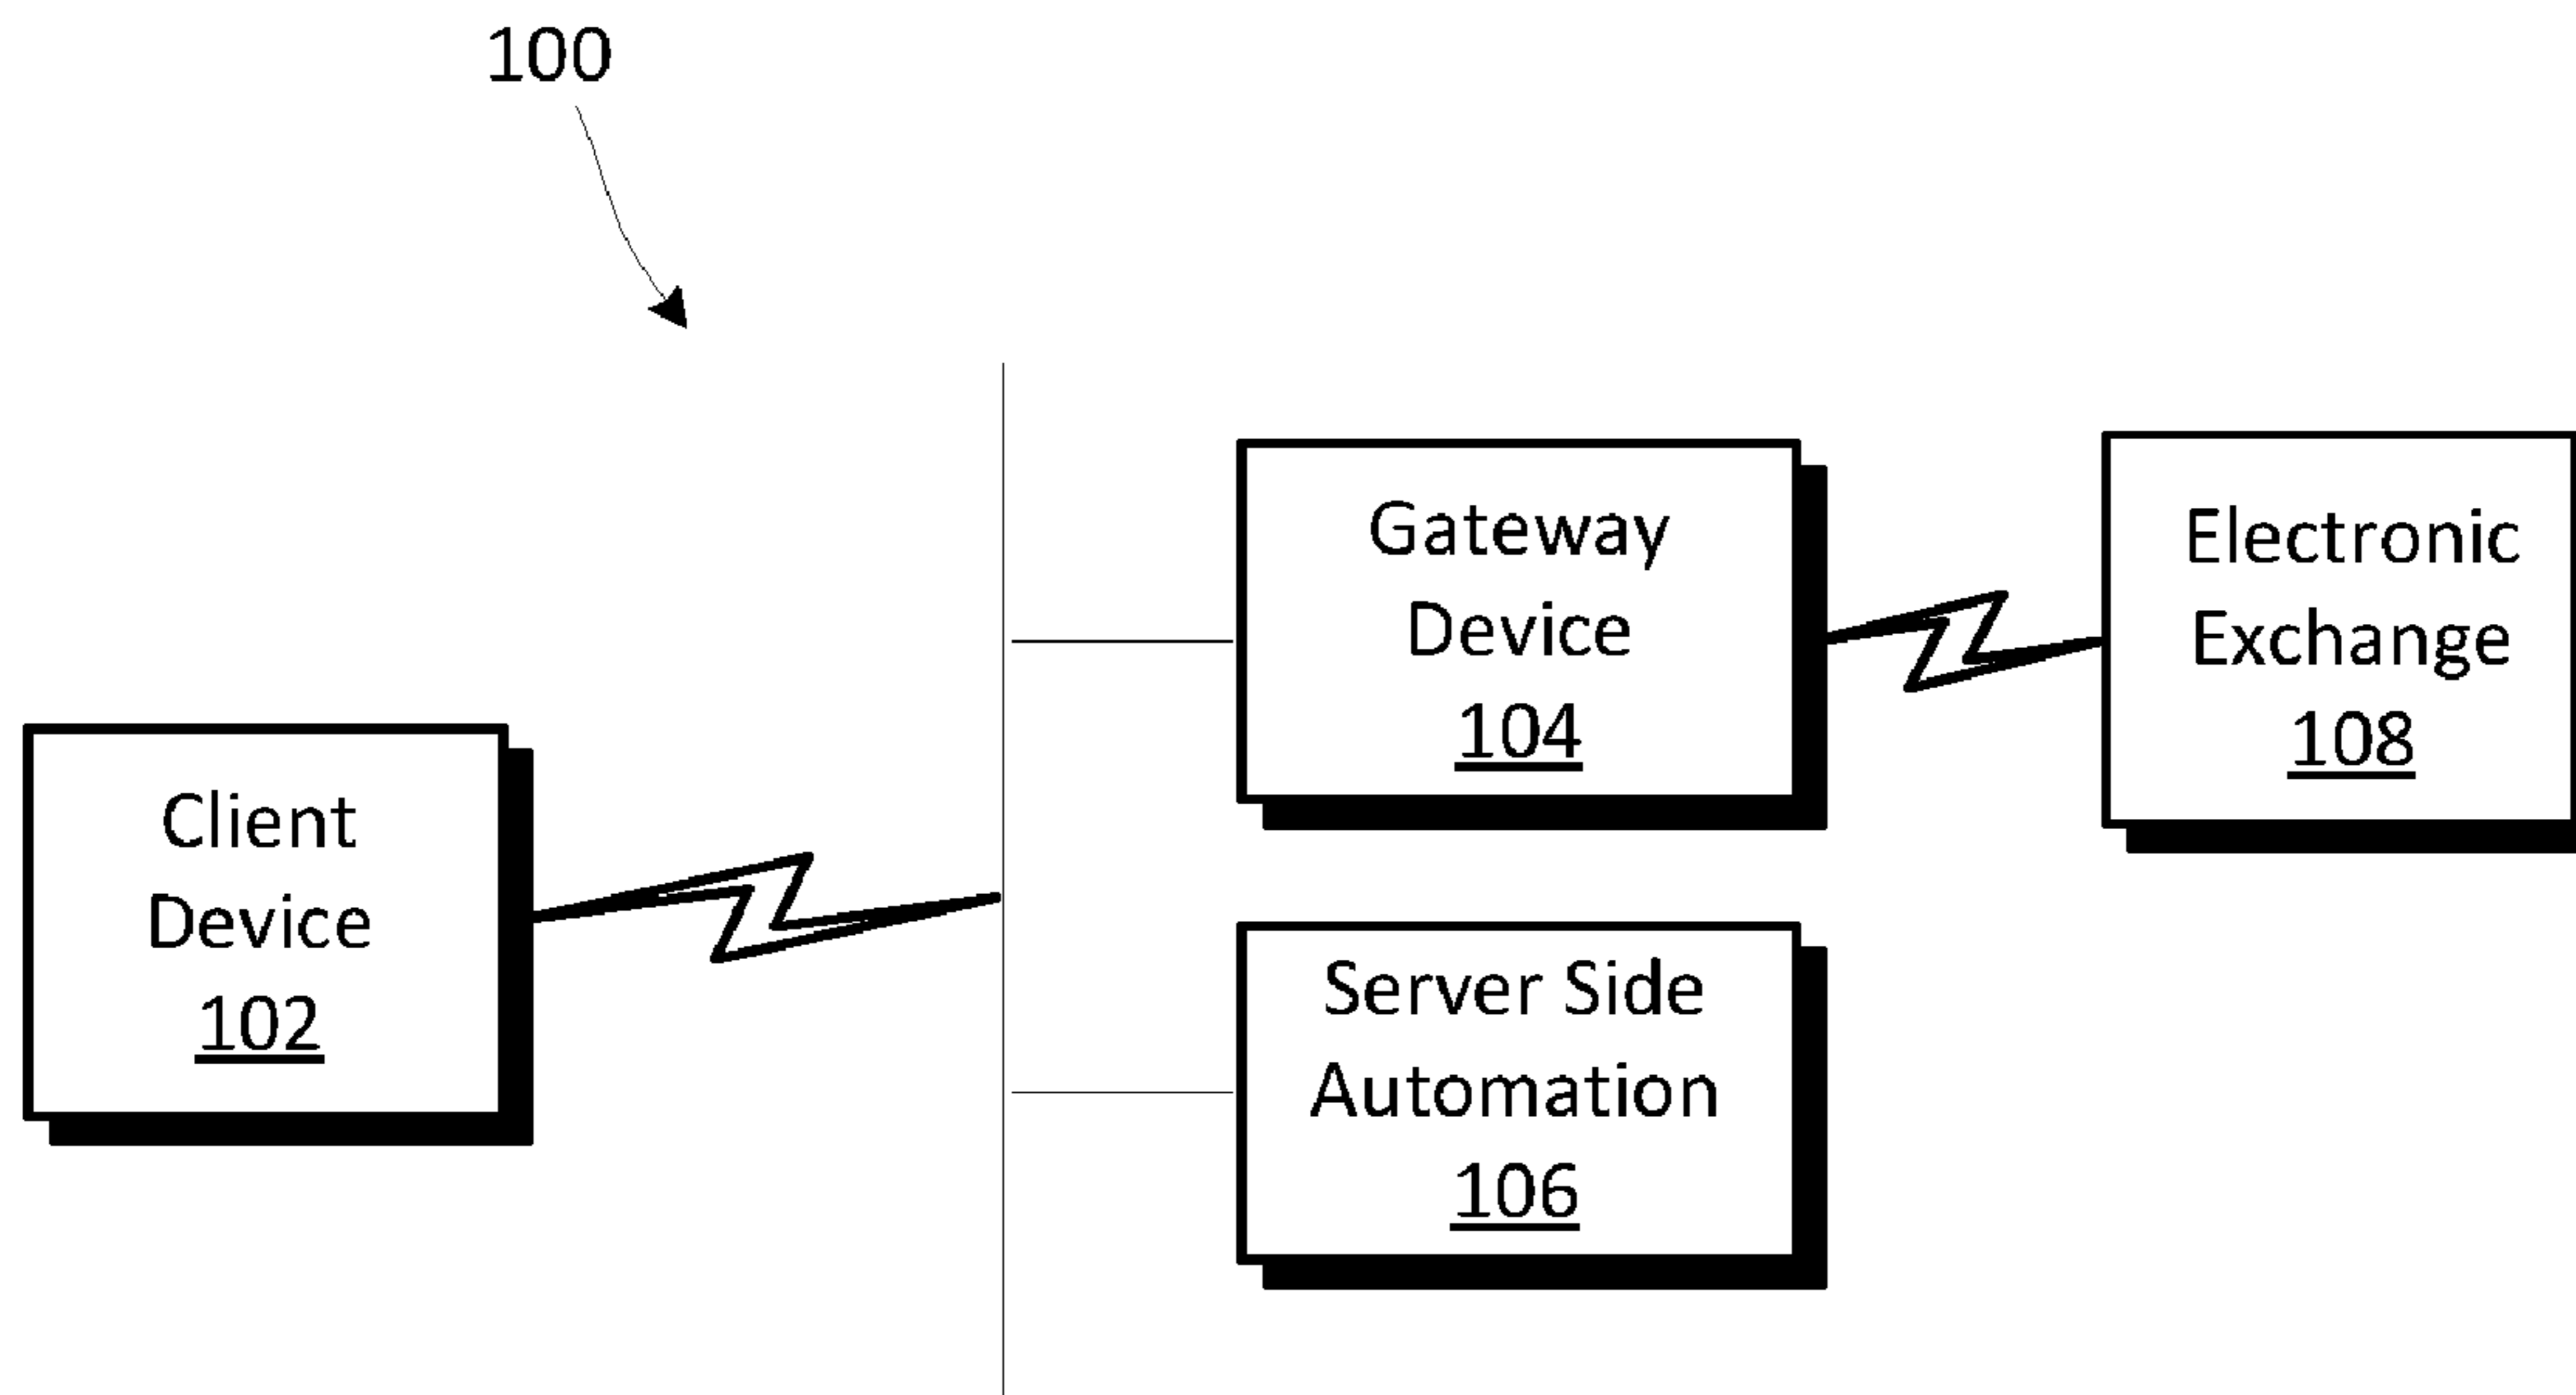 100
Gateway
Device
104
Electronic
Exchange
108
Client
Device
102
Server Side
Automation
106